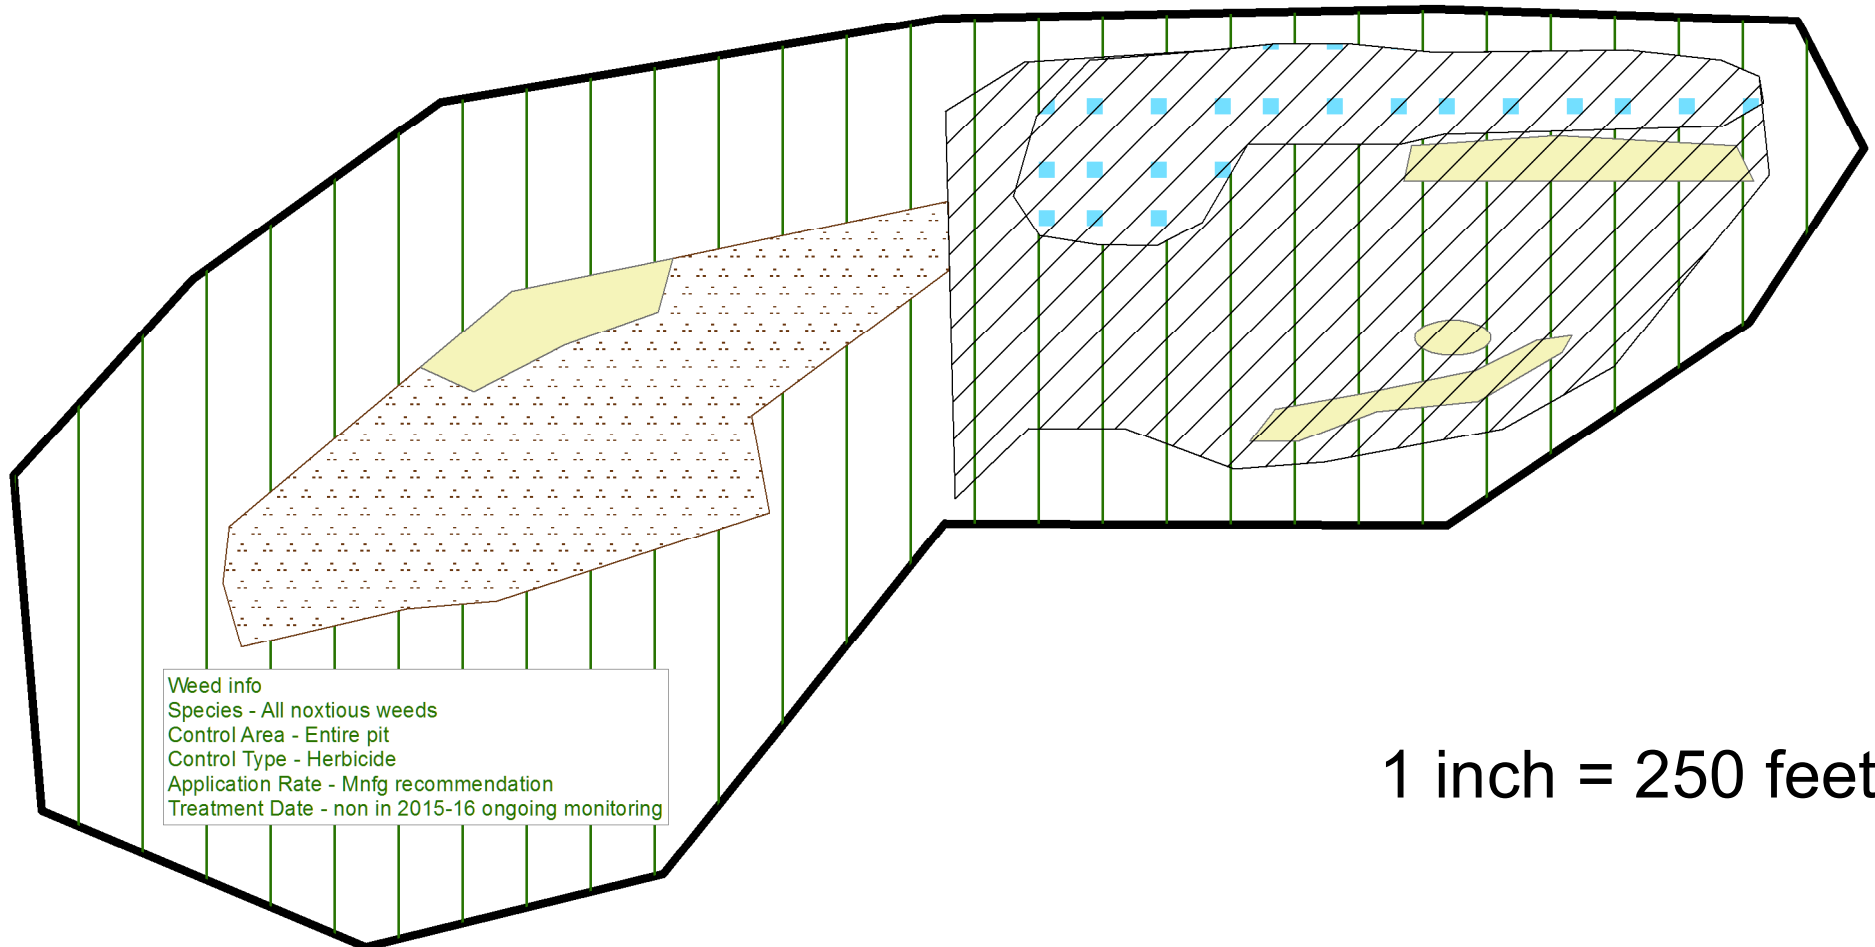 Weed info
Species - All noxtious weeds
Control Area - Entire pit
Control Type - Herbicide
Application Rate - Mnfg recommendation
Treatment Date - non in 2015-16 ongoing monitoring
1 inch = 250 feet